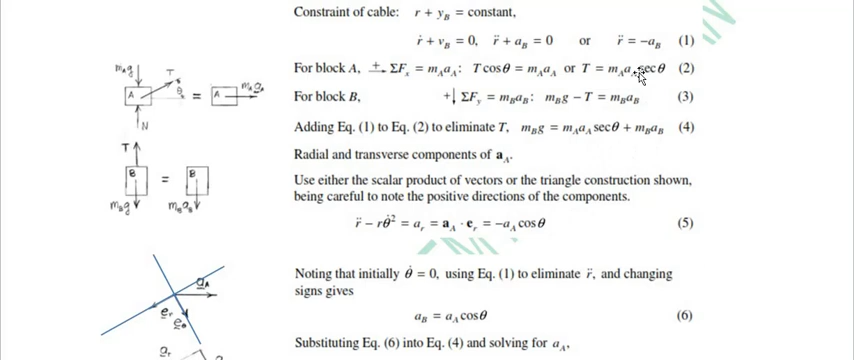 Constraint of cable: r + y_B = constant,
ṙ + v_B = 0, r̈ + a_B = 0 or r̈ = −a_B (1)
For block A, →+ ΣF_x = m_A a_A: T cosθ = m_A a_A or T = m_A a_A secθ (2)
For block B, +↓ ΣF_y = m_B a_B: m_B g − T = m_B a_B (3)
Adding Eq. (1) to Eq. (2) to eliminate T, m_B g = m_A a_A secθ + m_B a_B (4)
Radial and transverse components of a_A.
Use either the scalar product of vectors or the triangle construction shown,
being careful to note the positive directions of the components.
r̈ − rθ̇² = a_r = a_A · e_r = −a_A cosθ (5)
Noting that initially θ̇ = 0, using Eq. (1) to eliminate r̈, and changing
signs gives
a_B = a_A cosθ (6)
Substituting Eq. (6) into Eq. (4) and solving for a_A,
m_A g
T
A
θ
=
A
m_A a_A
N
T
B
=
B
m_B g
m_B a_B
a_A
e_r
e_θ
a_r